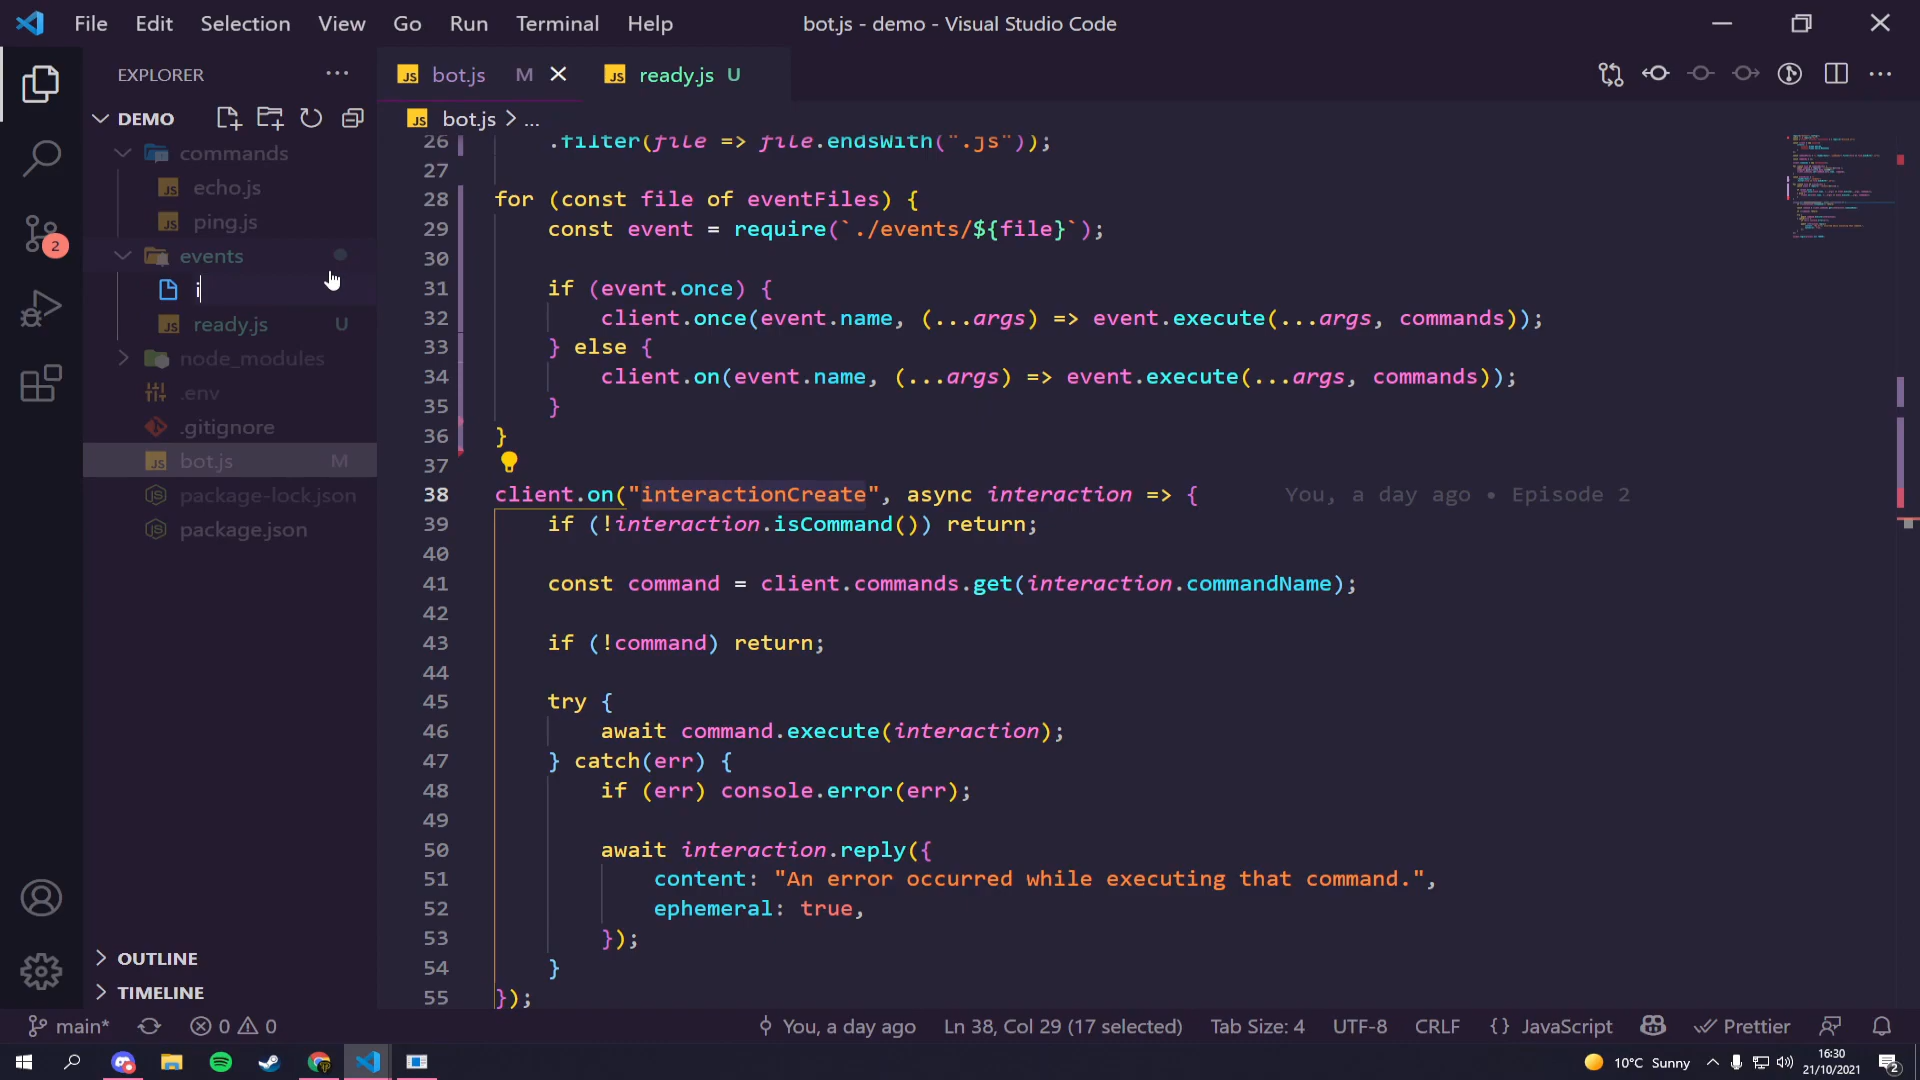 File Edit Selection View Go Run Terminal Help bot.js - demo - Visual Studio Code
EXPLORER
bot.js M
ready.js U
DEMO
bot.js > ...
commands
echo.js
ping.js
events
i
ready.js U
node_modules
.env
.gitignore
bot.js M
package-lock.json
package.json
OUTLINE
TIMELINE
2
26 .filter(file => file.endsWith(".js"));
27
28 for (const file of eventFiles) {
29 const event = require(`./events/${file}`);
30
31 if (event.once) {
32 client.once(event.name, (...args) => event.execute(...args, commands));
33 } else {
34 client.on(event.name, (...args) => event.execute(...args, commands));
35 }
36 }
37
38 client.on("interactionCreate", async interaction => { You, a day ago • Episode 2
39 if (!interaction.isCommand()) return;
40
41 const command = client.commands.get(interaction.commandName);
42
43 if (!command) return;
44
45 try {
46 await command.execute(interaction);
47 } catch(err) {
48 if (err) console.error(err);
49
50 await interaction.reply({
51 content: "An error occurred while executing that command.",
52 ephemeral: true,
53 });
54 }
55 });
main* 0 0 You, a day ago Ln 38, Col 29 (17 selected) Tab Size: 4 UTF-8 CRLF {} JavaScript Prettier
10°C Sunny 16:30
21/10/2021
2